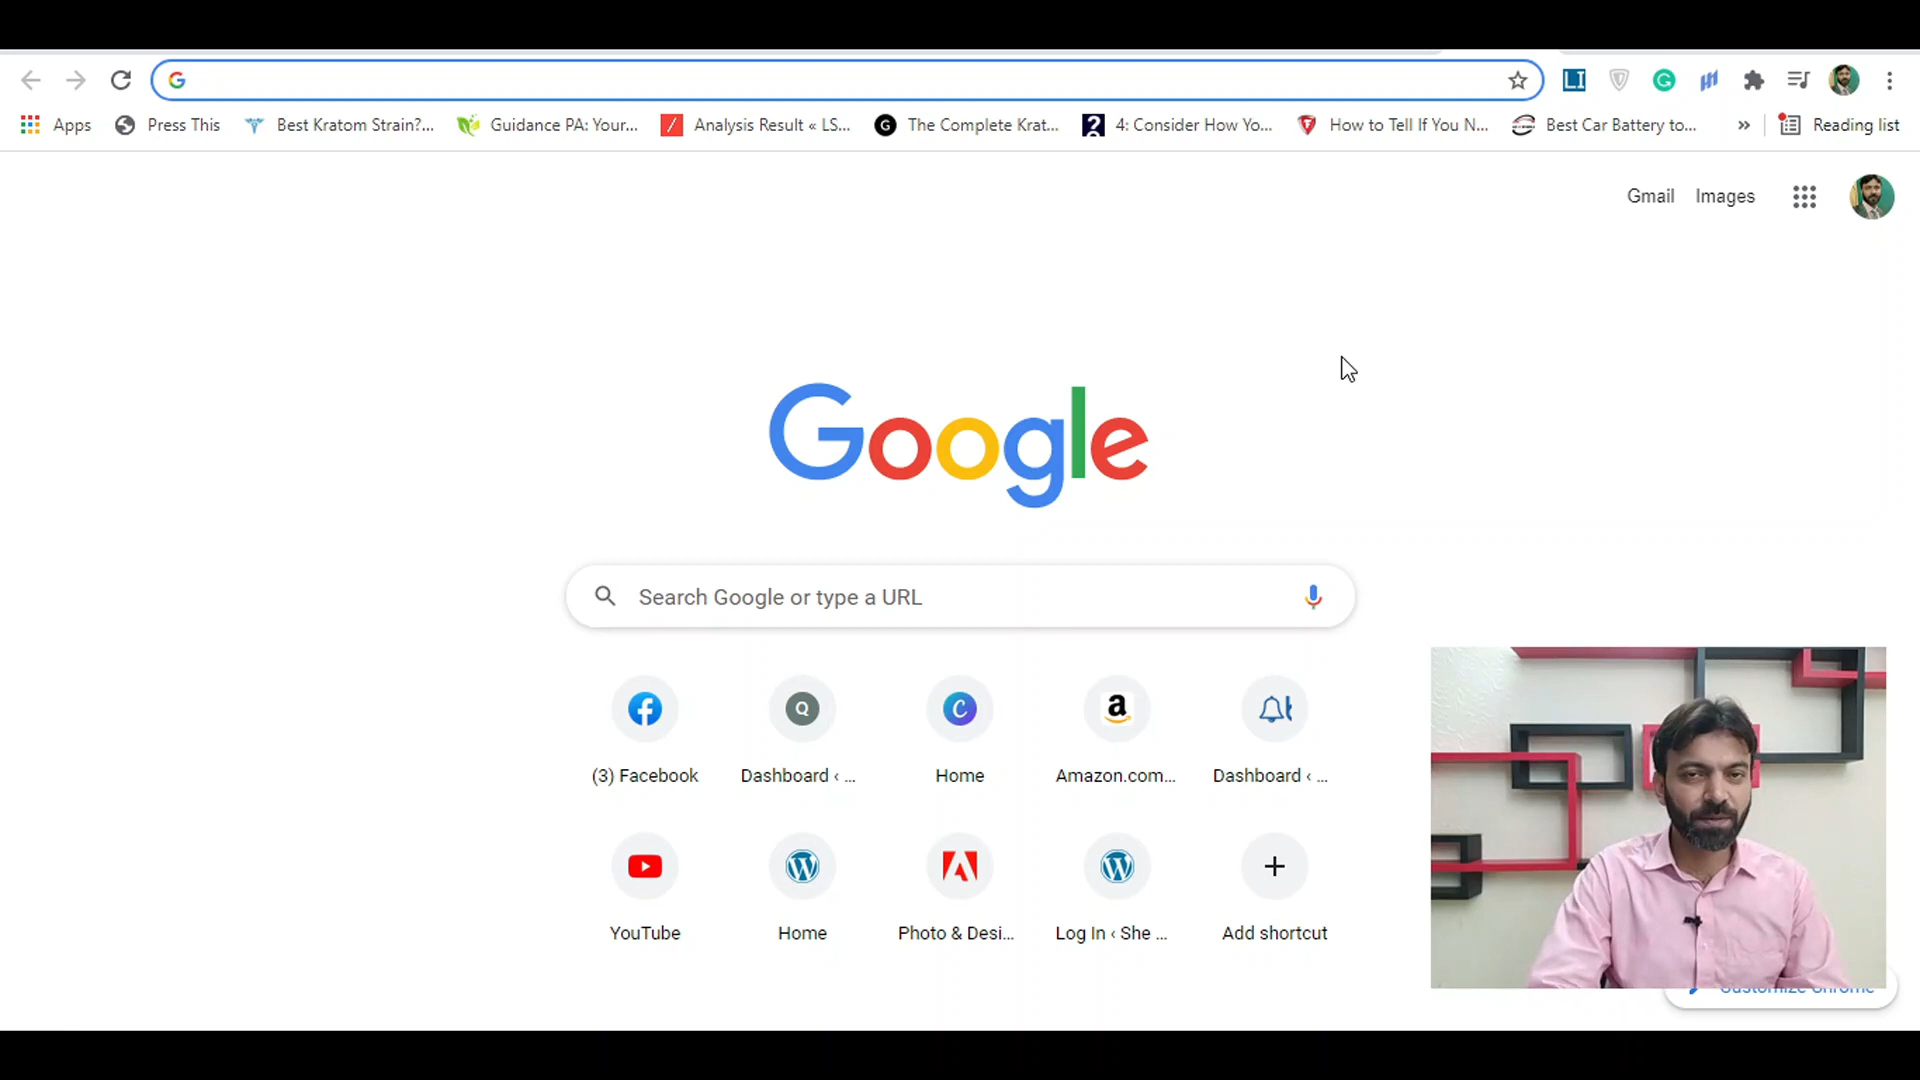 Apps Press This Best Kratom Strain?... Guidance PA: Your... Analysis Result « LS... The Complete Krat... 4: Consider How Yo... How to Tell If You N... Best Car Battery to... » Reading list
Gmail Images
Google
Search Google or type a URL
(3) Facebook Dashboard ‹ ... Home Amazon.com... Dashboard ‹ ...
YouTube Home Photo & Desi... Log In ‹ She ... Add shortcut
Customize Chrome